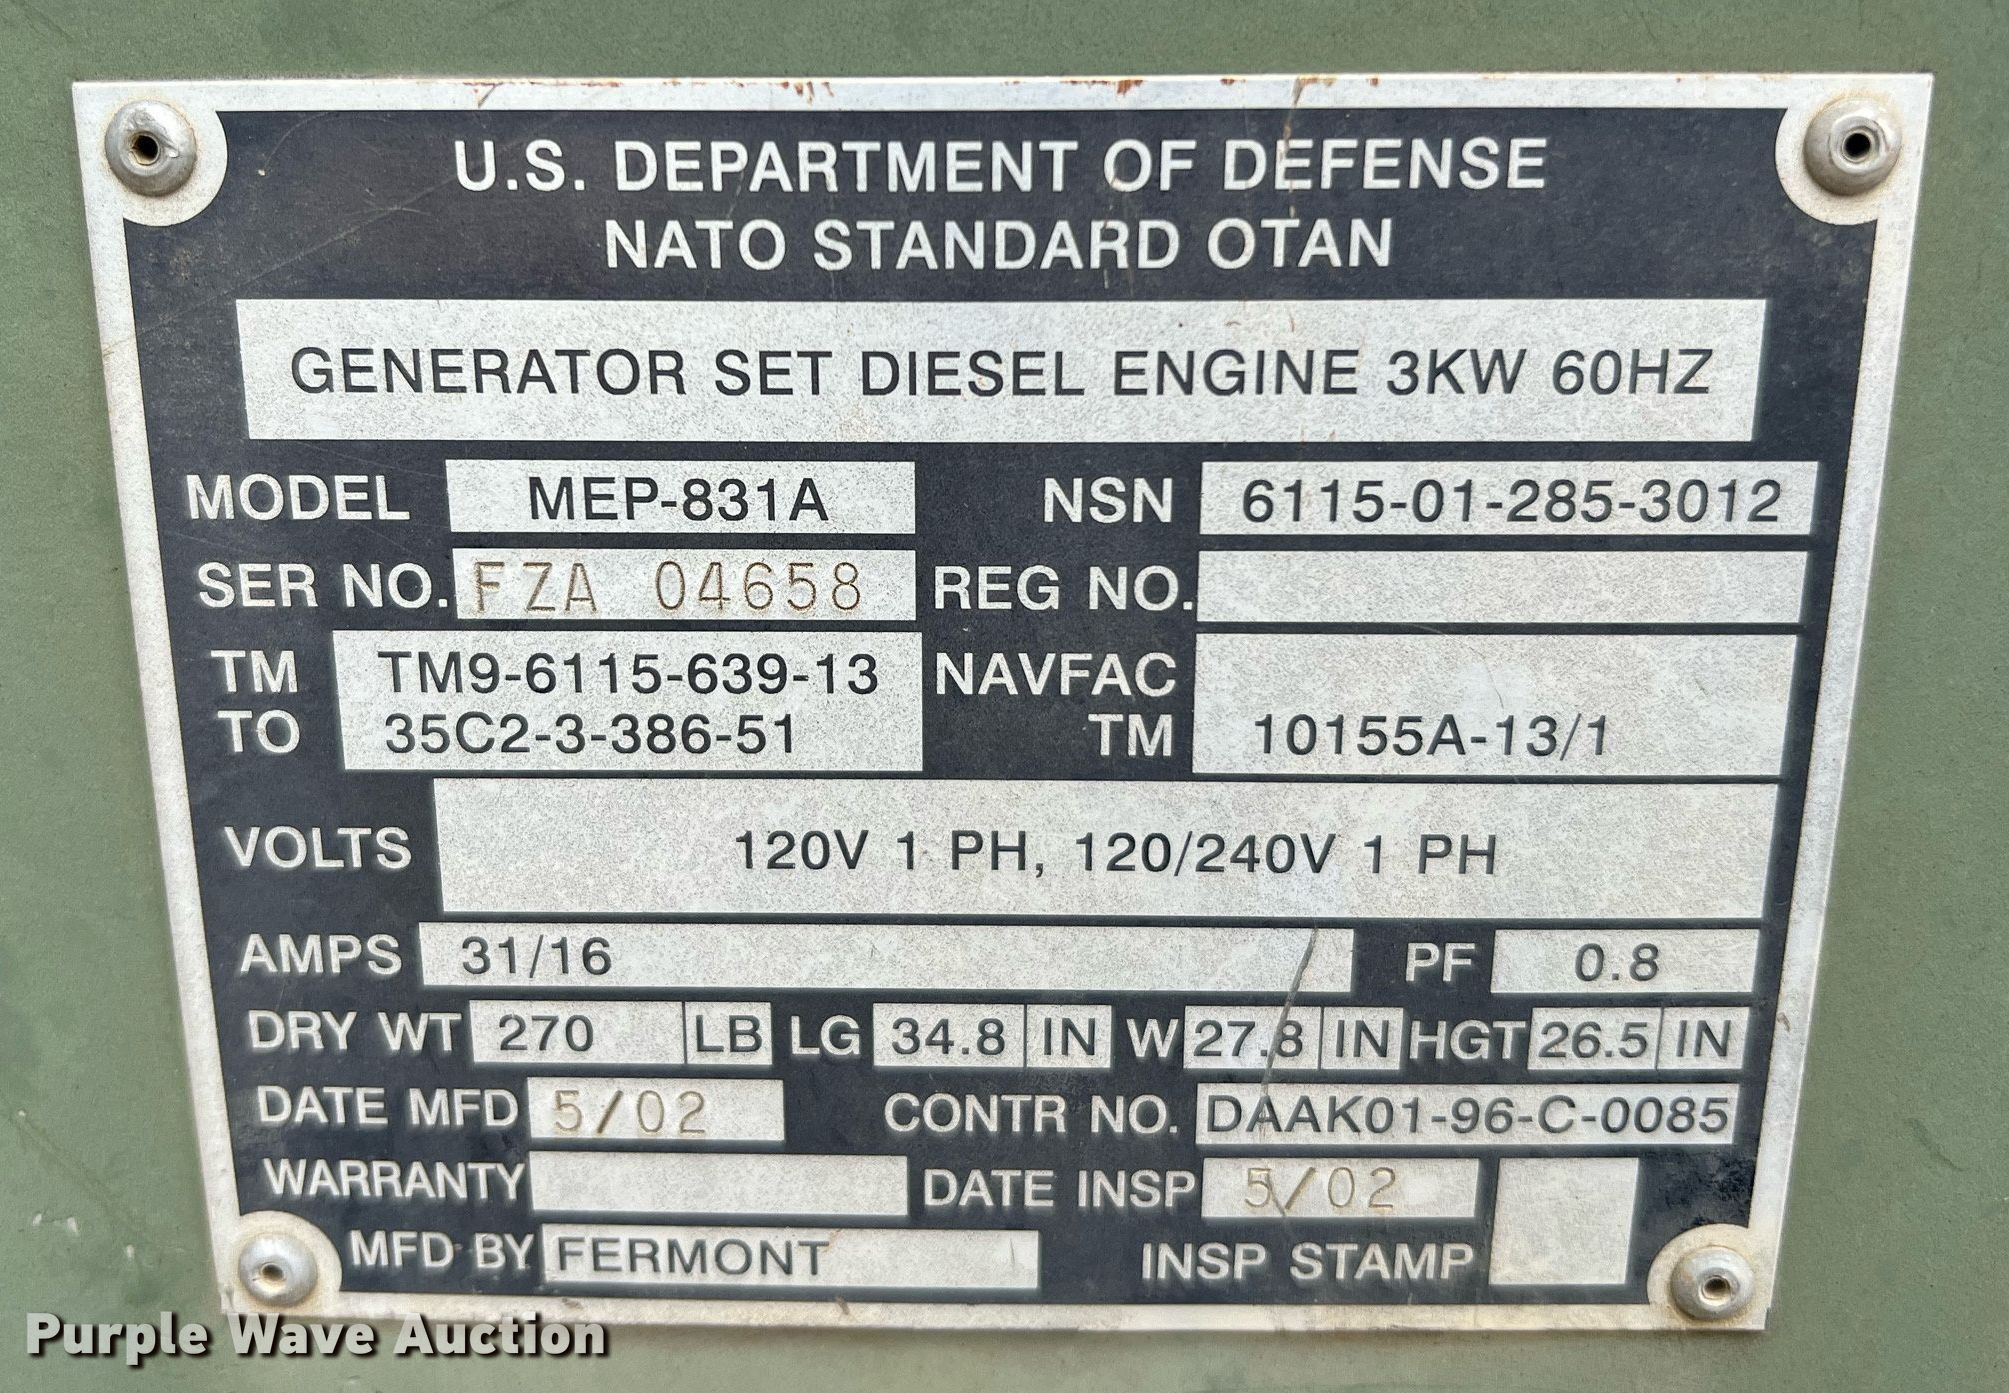 U.S. DEPARTMENT OF DEFENSE
NATO STANDARD OTAN
GENERATOR SET DIESEL ENGINE 3KW 60HZ
MODEL MEP-831A NSN 6115-01-285-3012
SER NO. FZA 04658 REG NO.
TM TM9-6115-639-13 NAVFAC
TO 35C2-3-386-51 TM 10155A-13/1
VOLTS 120V 1 PH, 120/240V 1 PH
AMPS 31/16 PF 0.8
DRY WT 270 LB LG 34.8 IN W 27.8 IN HGT 26.5 IN
DATE MFD 5/02 CONTR NO. DAAK01-96-C-0085
WARRANTY DATE INSP 5/02
MFD BY FERMONT INSP STAMP
Purple Wave Auction